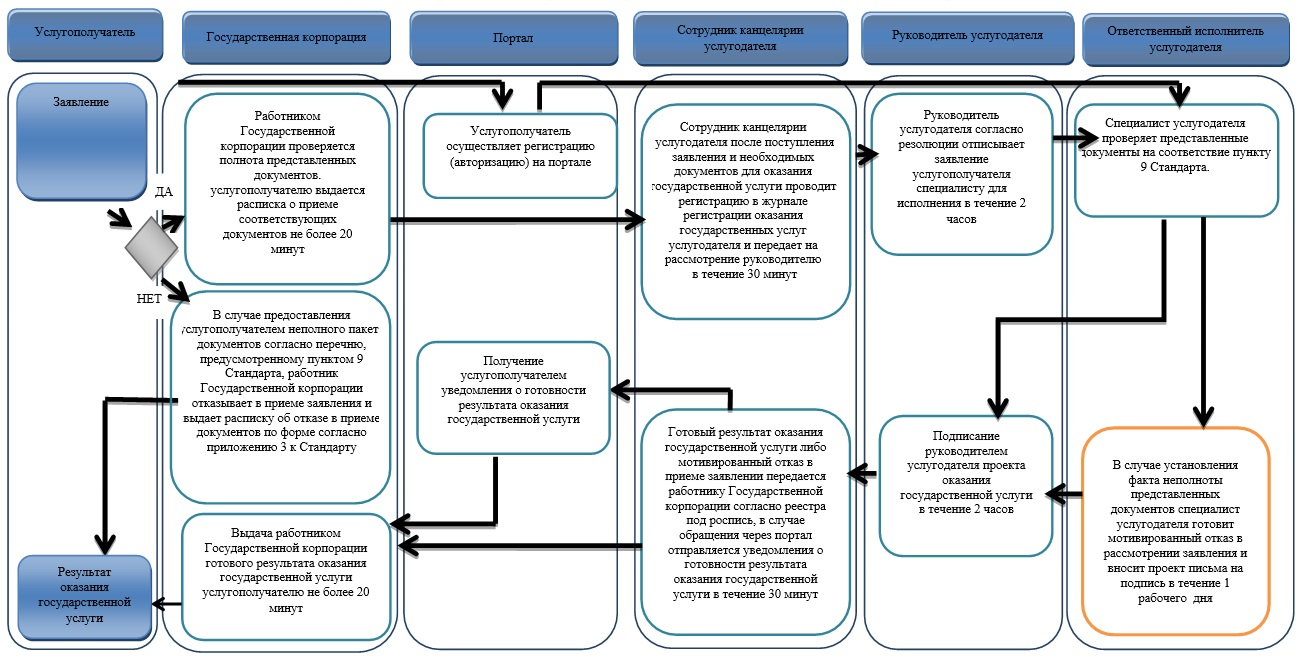 Услугополучатель
Государственная корпорация
Портал
Сотрудник канцелярии
услугодателя
Руководитель услугодателя
Ответственный исполнитель
услугодателя
Заявление
ДА
НЕТ
Результат
оказания
государственной
услуги
Работником
Государственной
корпорации проверяется
полнота представленных
документов.
услугополучателю выдается
расписка о приеме
соответствующих
документов не более 20
минут
В случае предоставления
услугополучателем неполного пакет
документов согласно перечню,
предусмотренному пунктом 9
Стандарта, работник
Государственной корпорации
отказывает в приеме заявления и
выдает расписку об отказе в приеме
документов по форме согласно
приложению 3 к Стандарту
Выдача работником
Государственной корпорации
готового результата оказания
государственной услуги
услугополучателю не более 20
минут
Услугополучатель
осуществляет регистрацию
(авторизацию) на портале
Получение
услугополучателем
уведомления о готовности
результата оказания
государственной услуги
Сотрудник канцелярии
услугодателя после поступления
заявления и необходимых
документов для оказания
государственной услуги проводит
регистрацию в журнале
регистрации оказания
государственных услуг
услугодателя и передает на
рассмотрение руководителю
в течение 30 минут
Готовый результат оказания
государственной услуги либо
мотивированный отказ в
приеме заявлении передается
работнику Государственной
корпорации согласно реестра
под роспись, в случае
обращения через портал
отправляется уведомления о
готовности результата
оказания государственной
услуги в течение 30 минут
Руководитель
услугодателя согласно
резолюции отписывает
заявление
услугополучателя
специалисту для
исполнения в течение 2
часов
Подписание
руководителем
услугодателя проекта
оказания
государственной услуги
в течение 2 часов
Специалист услугодателя
проверяет представленные
документы на соответствие пункту
9 Стандарта.
В случае установления
факта неполноты
представленных
документов специалист
услугодателя готовит
мотивированный отказ в
рассмотрении заявления и
вносит проект письма на
подпись в течение 1
рабочего дня